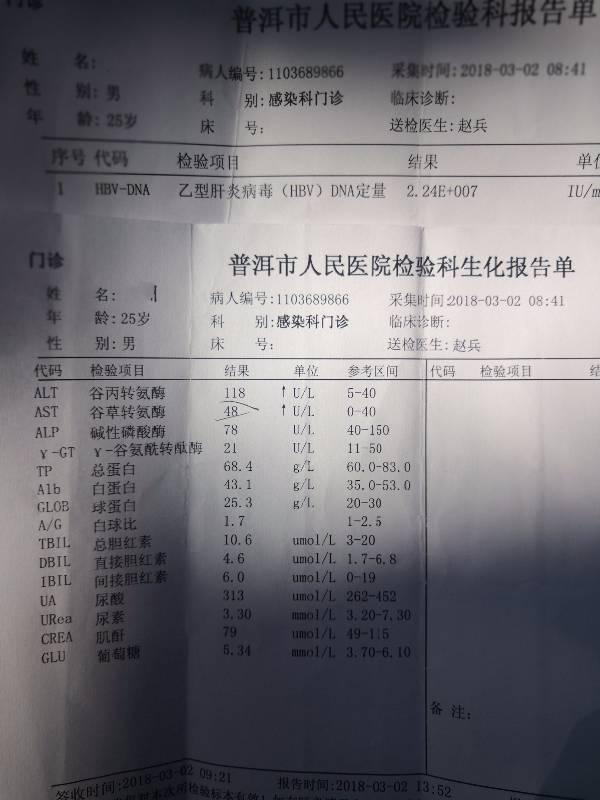 门诊
普洱市人民医院检验科报告单
姓 名:
病人编号:1103689866 采集时间:2018-03-02 08:41
性 别: 男
科 别:感染科门诊 临床诊断:
年 龄: 25岁
床 号: 送检医生: 赵兵
序号 代码 检验项目 结果 单位
1 HBV-DNA 乙型肝炎病毒（HBV）DNA定量 2.24E+007 IU/m
门诊
普洱市人民医院检验科生化报告单
姓 名: 病人编号:1103689866 采集时间:2018-03-02 08:41
年 龄:25岁 科 别:感染科门诊 临床诊断:
性 别:男 床 号: 送检医生:赵兵
代码 检验项目 结果 单位 参考区间 代码 检验项目 结
ALT 谷丙转氨酶 118 ↑ U/L 5-40
AST 谷草转氨酶 48 ↑ U/L 0-40
ALP 碱性磷酸酶 78 U/L 40-150
γ-GT γ-谷氨酰转酞酶 21 U/L 11-50
TP 总蛋白 68.4 g/L 60.0-83.0
Alb 白蛋白 43.1 g/L 35.0-53.0
GLOB 球蛋白 25.3 g/L 20-30
A/G 白球比 1.7 1-2.5
TBIL 总胆红素 10.6 umol/L 3-20
DBIL 直接胆红素 4.6 umol/L 1.7-6.8
IBIL 间接胆红素 6.0 umol/L 0-19
UA 尿酸 313 umol/L 262-452
URea 尿素 3.30 mmol/L 3.20-7.30
CREA 肌酐 79 umol/L 49-115
GLU 葡萄糖 5.34 mmol/L 3.70-6.10
备 注:
签收时间:2018-03-02 09:21 报告时间:2018-03-02 13:52